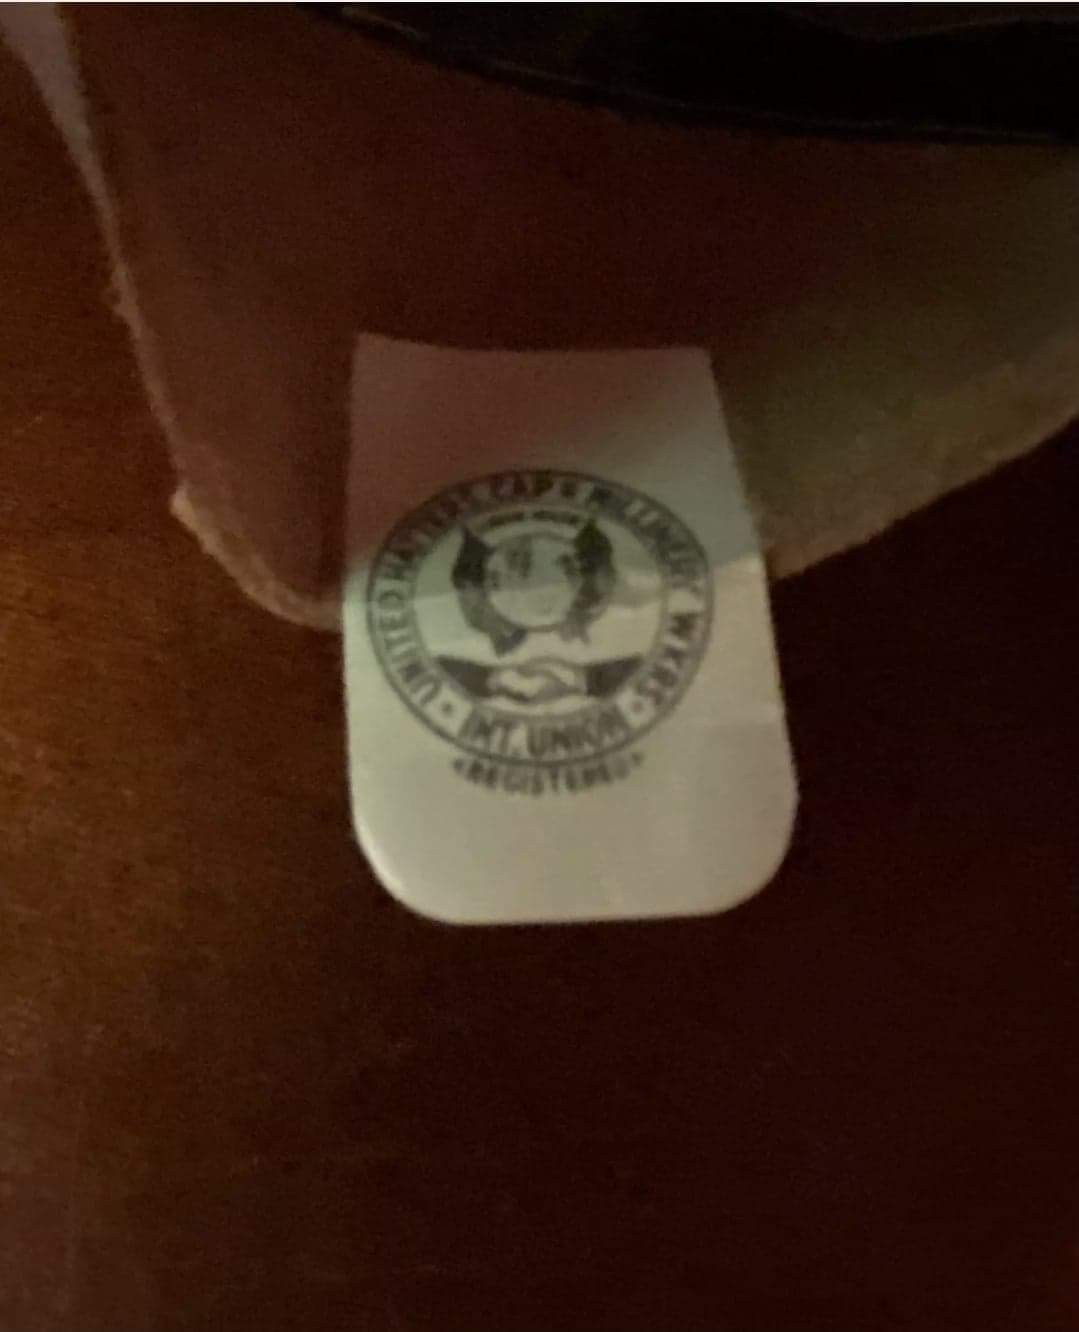 UNITED HATTERS, CAP & MILLINERY WKRS
INT. UNION
REGISTERED